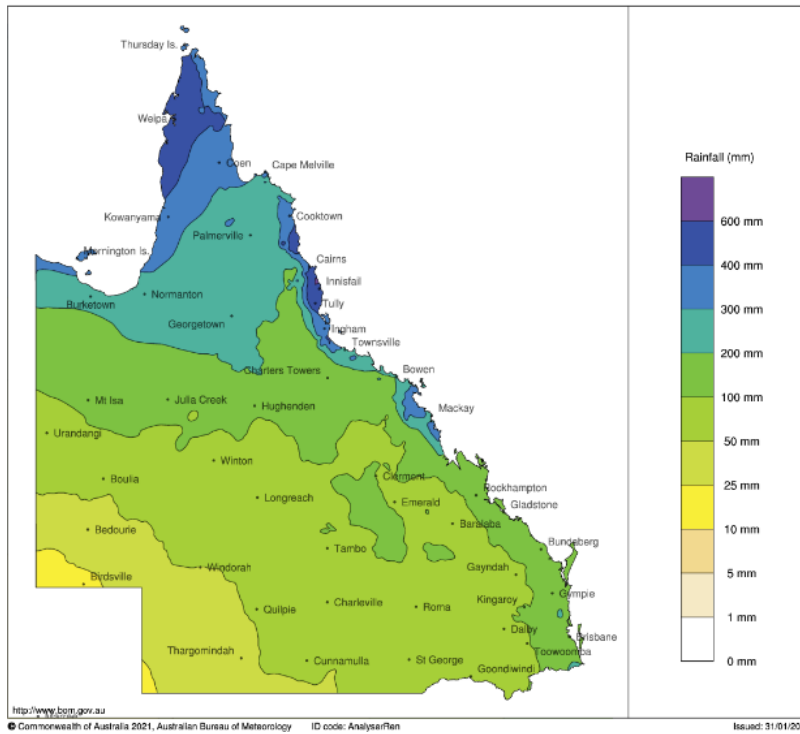 Thursday Is.
Weipa
Coen
Cape Melville
Kowanyama
Cooktown
Palmerville
Mornington Is.
Cairns
Innisfail
Normanton
Burketown
Tully
Georgetown
Ingham
Townsville
Charters Towers
Bowen
Mt Isa
Julia Creek
Hughenden
Mackay
Urandangi
Winton
Boulia
Clermont
Longreach
Emerald
Rockhampton
Gladstone
Bedourie
Baralaba
Tambo
Bundaberg
Birdsville
Windorah
Gayndah
Quilpie
Charleville
Roma
Kingaroy
Gympie
Dalby
Brisbane
Thargomindah
Cunnamulla
St George
Toowoomba
Goondiwindi
Rainfall (mm)
600 mm
400 mm
300 mm
200 mm
100 mm
50 mm
25 mm
10 mm
5 mm
1 mm
0 mm
http://www.bom.gov.au
© Commonwealth of Australia 2021, Australian Bureau of Meteorology ID code: AnalyserRen Issued: 31/01/20